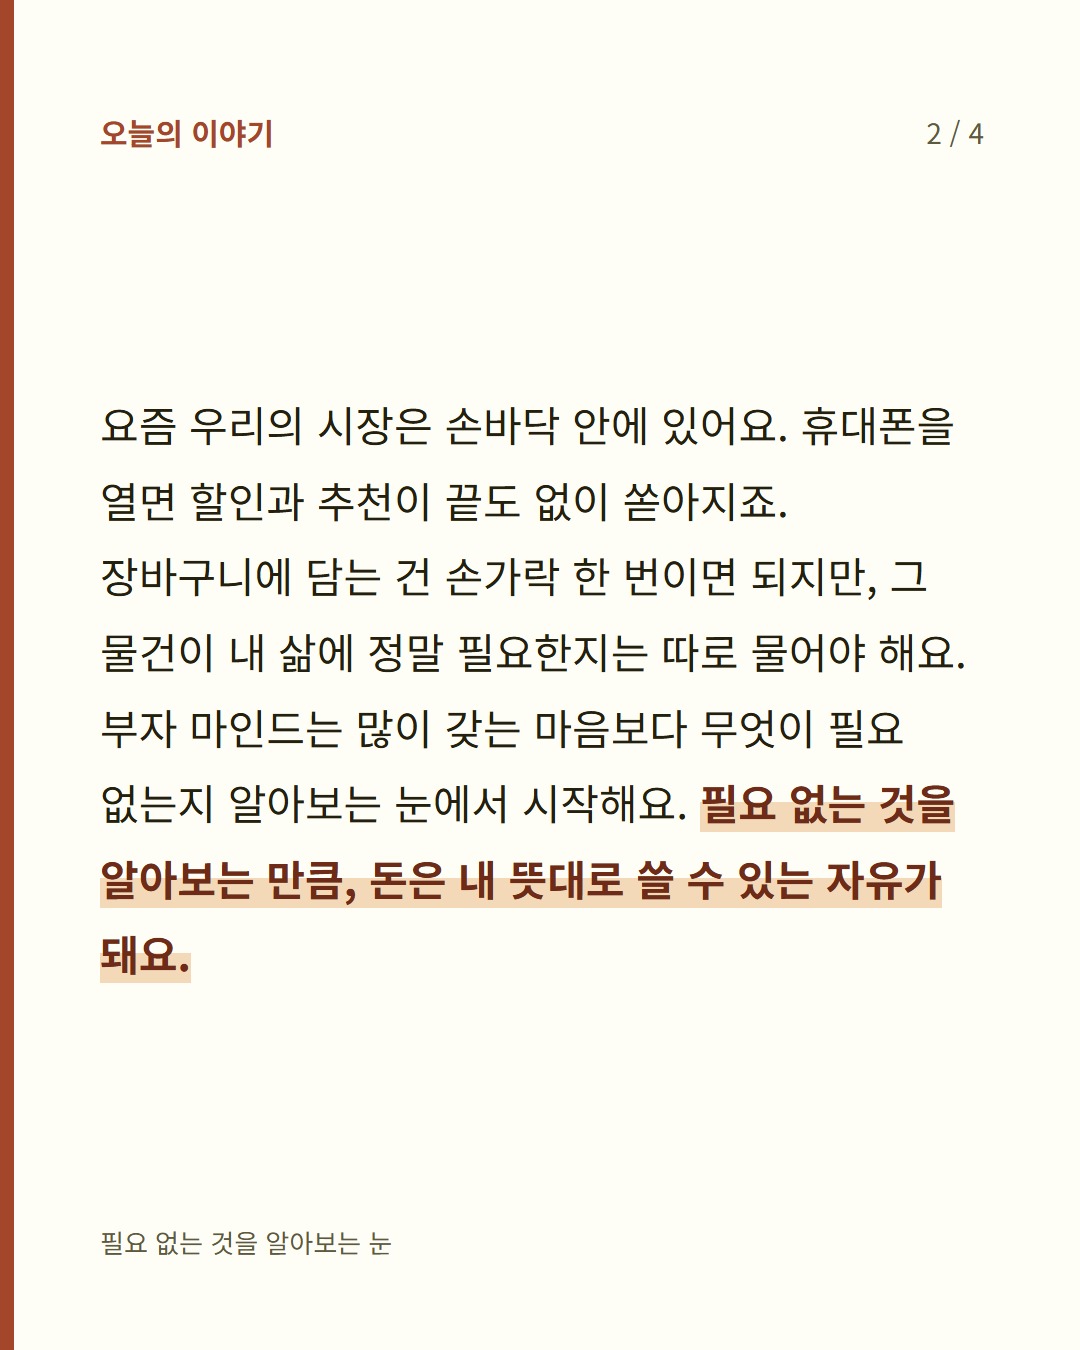 오늘의 이야기
2 / 4
요즘 우리의 시장은 손바닥 안에 있어요. 휴대폰을
열면 할인과 추천이 끝도 없이 쏟아지죠.
장바구니에 담는 건 손가락 한 번이면 되지만, 그
물건이 내 삶에 정말 필요한지는 따로 물어야 해요.
부자 마인드는 많이 갖는 마음보다 무엇이 필요
없는지 알아보는 눈에서 시작해요. 필요 없는 것을
알아보는 만큼, 돈은 내 뜻대로 쓸 수 있는 자유가
돼요.
필요 없는 것을 알아보는 눈